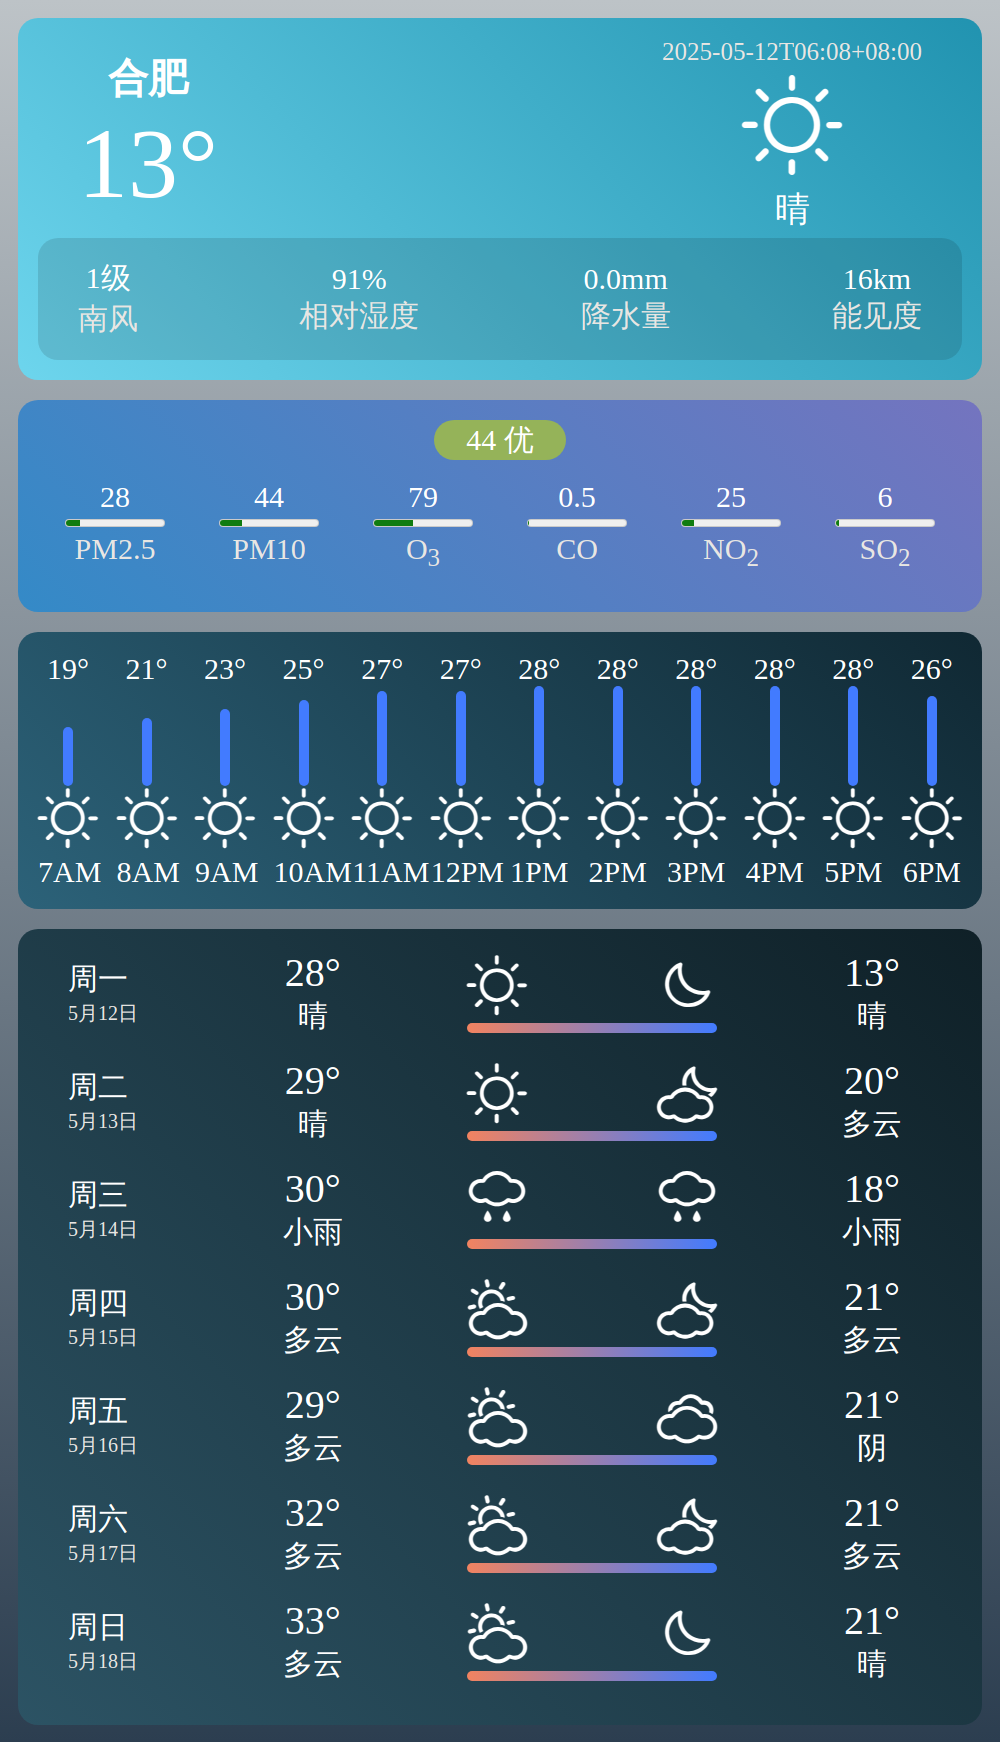 合肥
13°
2025-05-12T06:08+08:00
晴
1级 91% 0.0mm 16km
南风 相对湿度 降水量 能见度
44 优
28 44 79 0.5 25 6
PM2.5 PM10 O3 CO NO2 SO2
19° 21° 23° 25° 27° 27° 28° 28° 28° 28° 28° 26°
7AM 8AM 9AM 10AM 11AM 12PM 1PM 2PM 3PM 4PM 5PM 6PM
周一 28° 13°
5月12日 晴 晴
周二 29° 20°
5月13日 晴 多云
周三 30° 18°
5月14日 小雨 小雨
周四 30° 21°
5月15日 多云 多云
周五 29° 21°
5月16日 多云 阴
周六 32° 21°
5月17日 多云 多云
周日 33° 21°
5月18日 多云 晴